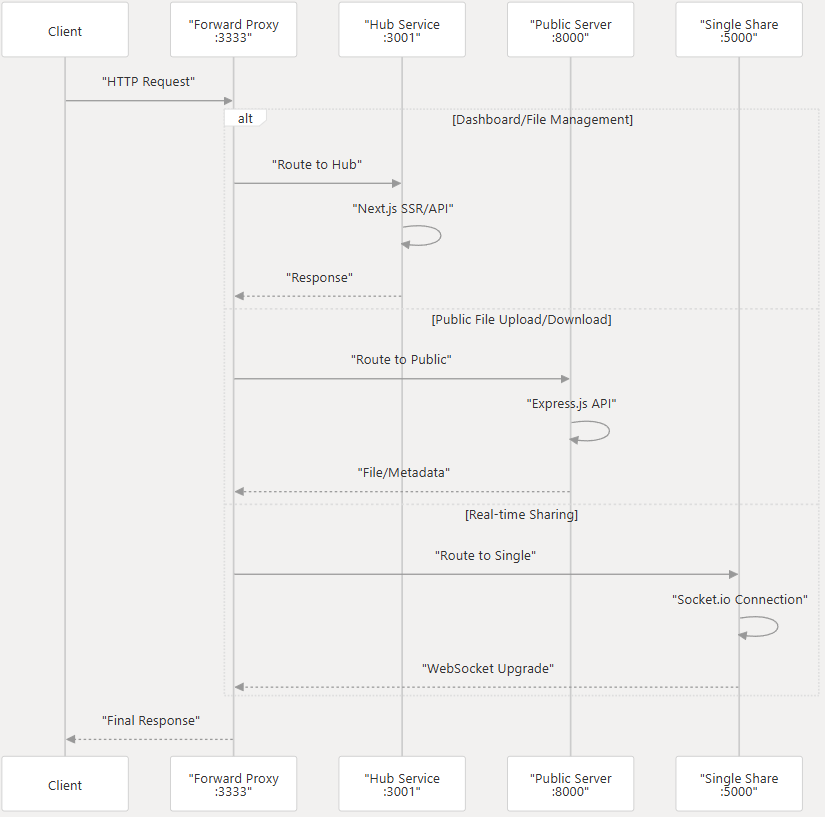 Client
"Forward Proxy
:3333"
"Hub Service
:3001"
"Public Server
:8000"
"Single Share
:5000"
"HTTP Request"
alt
[Dashboard/File Management]
"Route to Hub"
"Next.js SSR/API"
"Response"
[Public File Upload/Download]
"Route to Public"
"Express.js API"
"File/Metadata"
[Real-time Sharing]
"Route to Single"
"Socket.io Connection"
"WebSocket Upgrade"
"Final Response"
Client
"Forward Proxy
:3333"
"Hub Service
:3001"
"Public Server
:8000"
"Single Share
:5000"